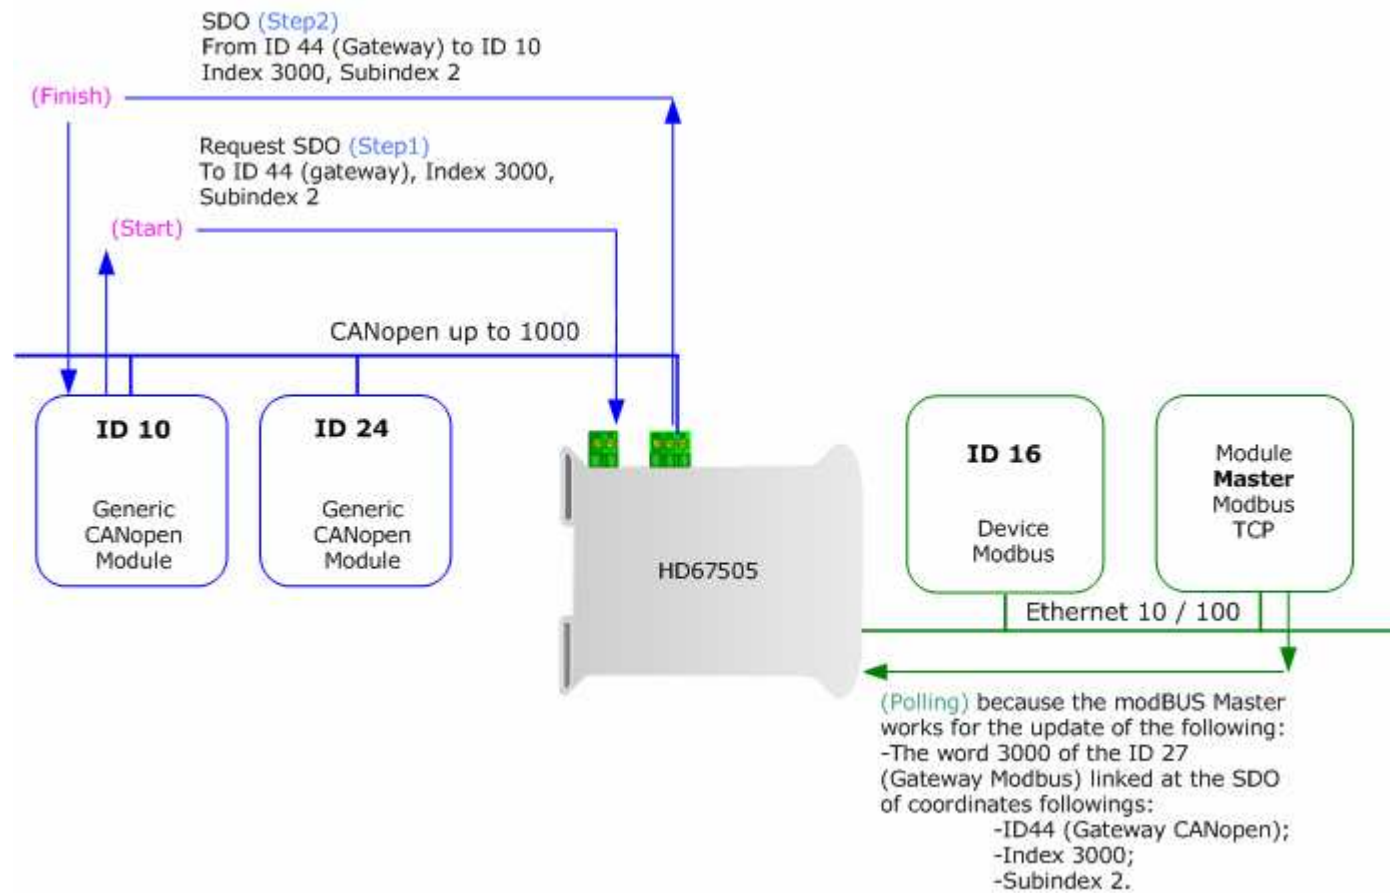 SDO (Step2)
From ID 44 (Gateway) to ID 10
Index 3000, Subindex 2
(Finish)
Request SDO (Step1)
To ID 44 (gateway), Index 3000,
Subindex 2
(Start)
CANopen up to 1000
ID 10
Generic
CANopen
Module
ID 24
Generic
CANopen
Module
HD67505
ID 16
Device
Modbus
Module
Master
Modbus
TCP
Ethernet 10 / 100
(Polling) because the modBUS Master
works for the update of the following:
-The word 3000 of the ID 27
(Gateway Modbus) linked at the SDO
of coordinates followings:
-ID44 (Gateway CANopen);
-Index 3000;
-Subindex 2.